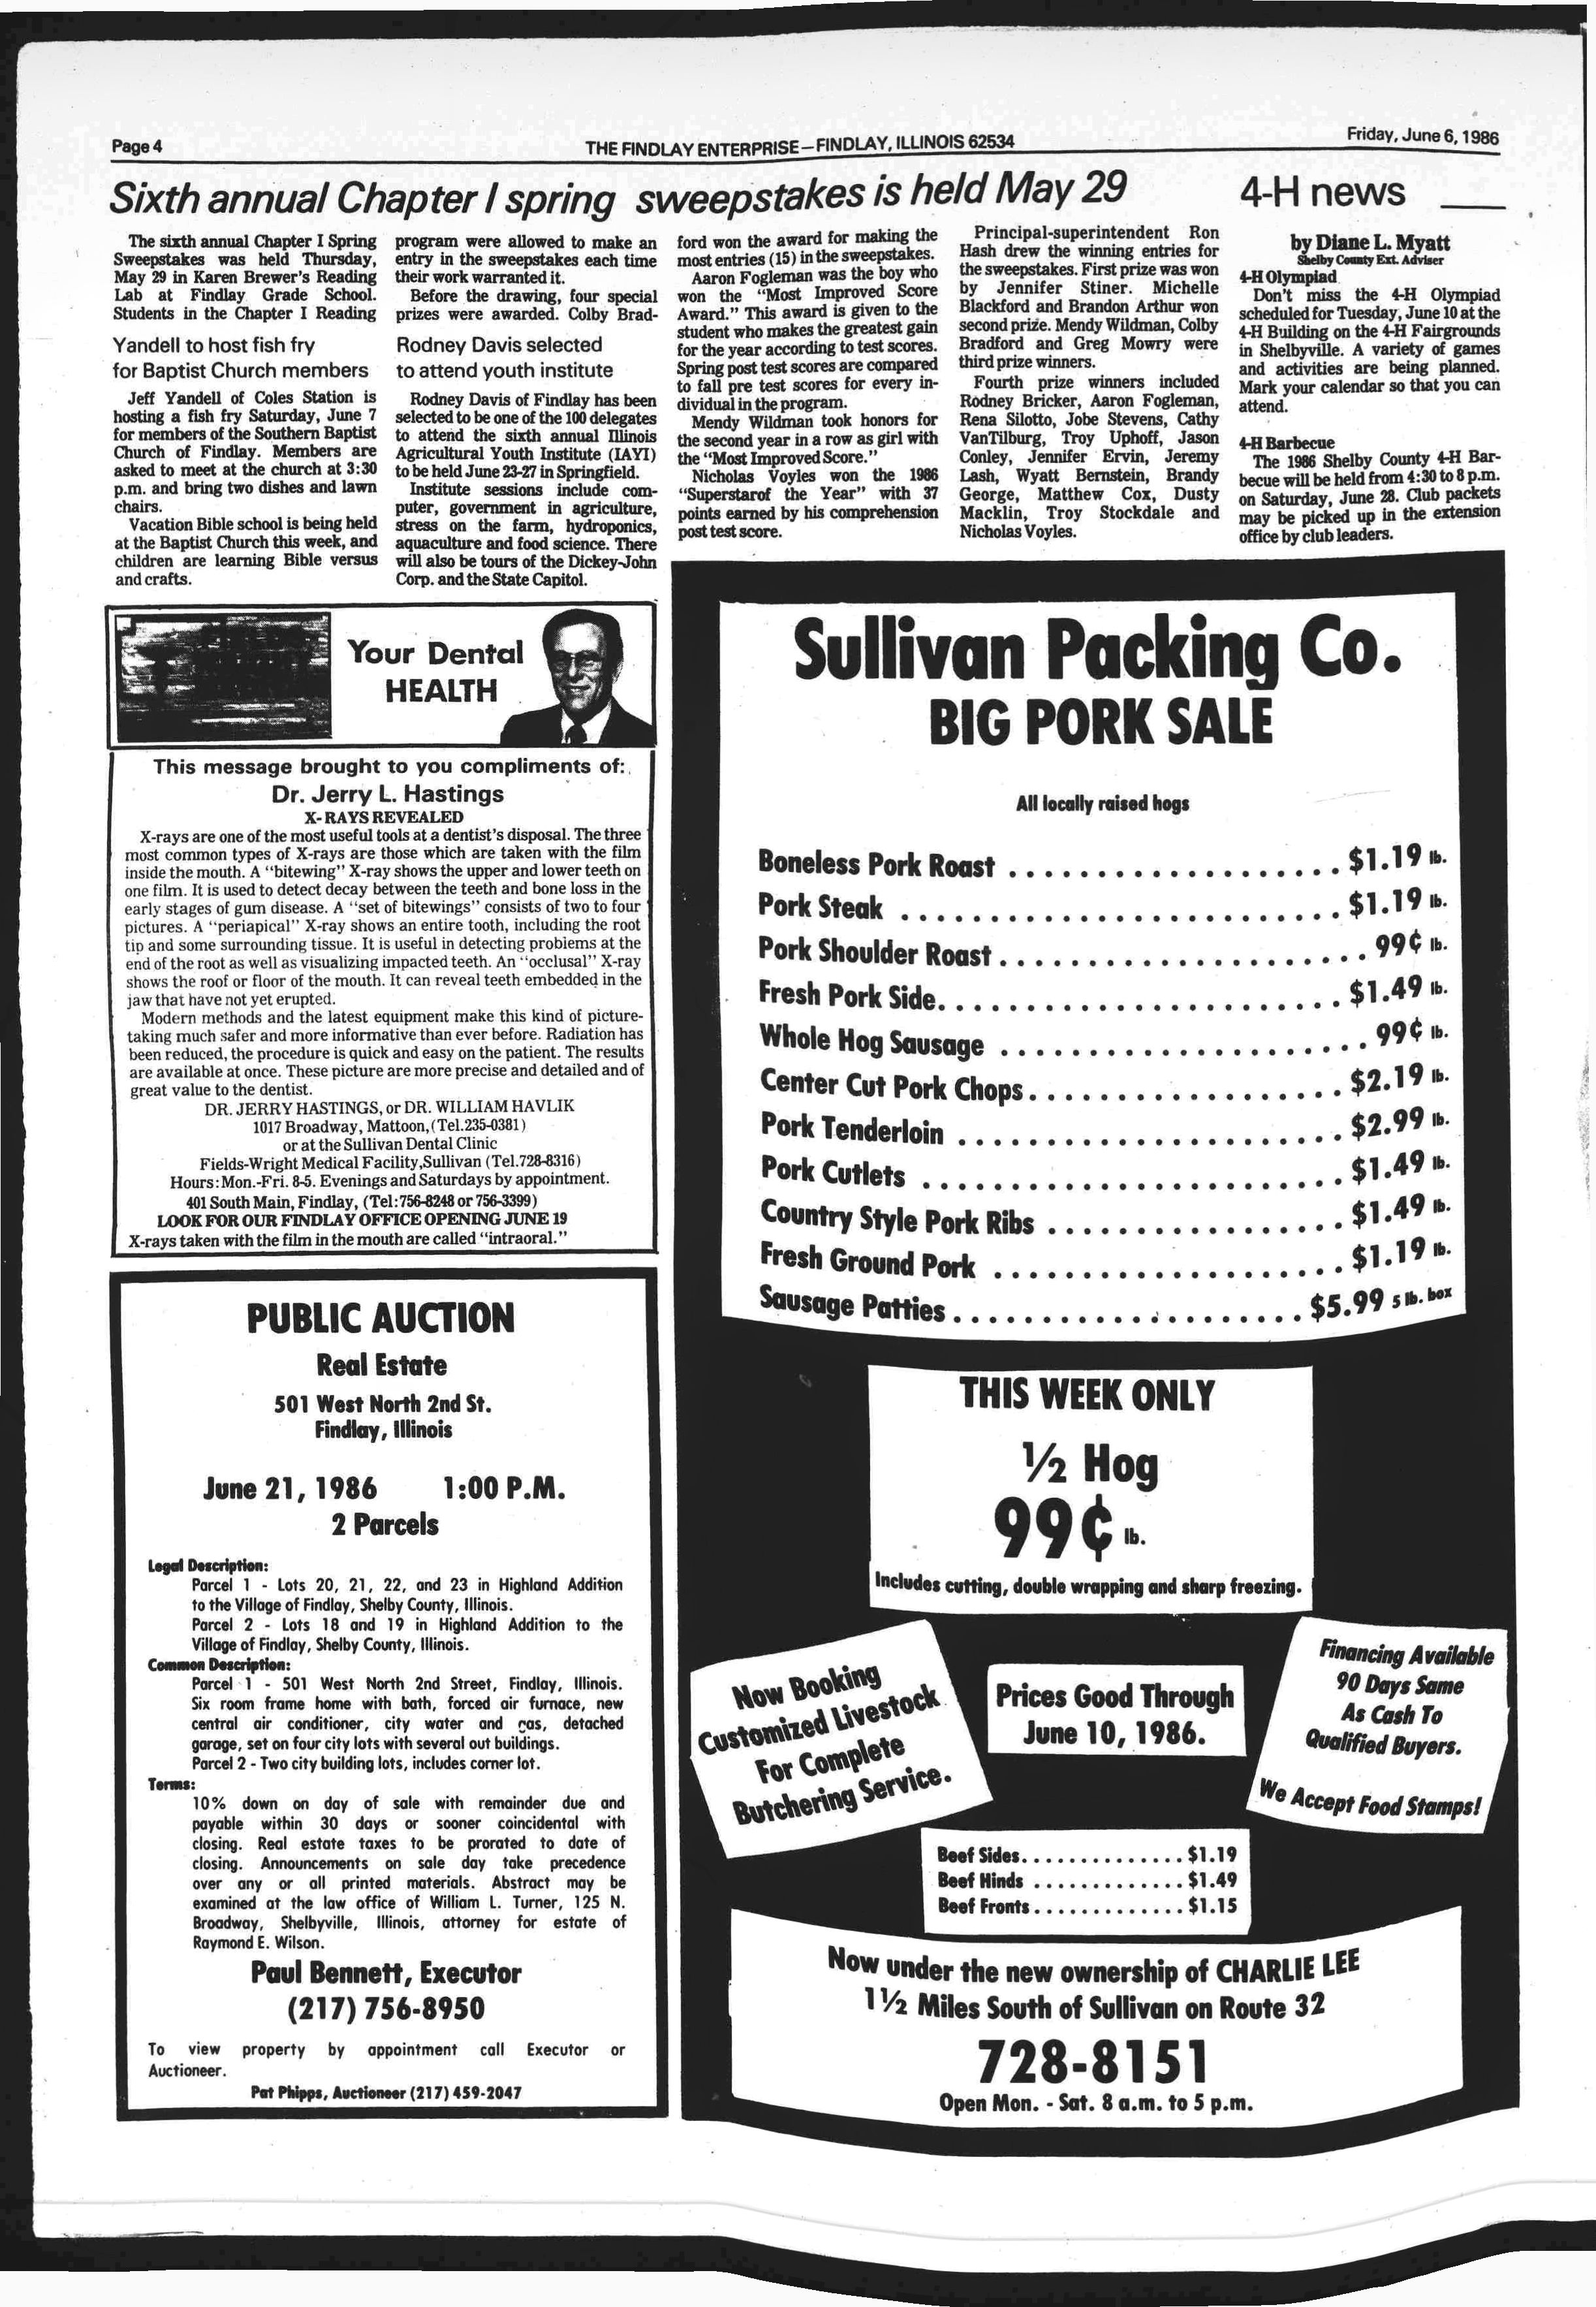 Page 4
THE FINDLAY ENTERPRISE—FINDLAY, ILLINOIS 62534
Friday, June 6, 1986
Sixth annual Chapter I spring sweepstakes is held May 29
The sixth annual Chapter I Spring
Sweepstakes was held Thursday,
May 29 in Karen Brewer's Reading
Lab at Findlay Grade School.
Students in the Chapter I Reading
program were allowed to make an
entry in the sweepstakes each time
their work warranted it.
Before the drawing, four special
prizes were awarded. Colby Brad-
ford won the award for making the
most entries (15) in the sweepstakes.
Aaron Fogleman was the boy who
won the "Most Improved Score
Award." This award is given to the
student who makes the greatest gain
for the year according to test scores.
Spring post test scores are compared
to fall pre test scores for every in-
dividual in the program.
Mendy Wildman took honors for
the second year in a row as girl with
the "Most Improved Score."
Nicholas Voyles won the 1986
"Superstarof the Year" with 37
points earned by his comprehension
post test score.
Principal-superintendent Ron
Hash drew the winning entries for
the sweepstakes. First prize was won
by Jennifer Stiner. Michelle
Blackford and Brandon Arthur won
second prize. Mendy Wildman, Colby
Bradford and Greg Mowry were
third prize winners.
Fourth prize winners included
Rodney Bricker, Aaron Fogleman,
Rena Silotto, Jobe Stevens, Cathy
VanTilburg, Troy Uphoff, Jason
Conley, Jennifer Ervin, Jeremy
Lash, Wyatt Bernstein, Brandy
George, Matthew Cox, Dusty
Macklin, Troy Stockdale and
Nicholas Voyles.
Yandell to host fish fry
for Baptist Church members
Jeff Yandell of Coles Station is
hosting a fish fry Saturday, June 7
for members of the Southern Baptist
Church of Findlay. Members are
asked to meet at the church at 3:30
p.m. and bring two dishes and lawn
chairs.
Vacation Bible school is being held
at the Baptist Church this week, and
children are learning Bible versus
and crafts.
Rodney Davis selected
to attend youth institute
Rodney Davis of Findlay has been
selected to be one of the 100 delegates
to attend the sixth annual Illinois
Agricultural Youth Institute (IAYI)
to be held June 23-27 in Springfield.
Institute sessions include com-
puter, government in agriculture,
stress on the farm, hydroponics,
aquaculture and food science. There
will also be tours of the Dickey-John
Corp. and the State Capitol.
4-H news
by Diane L. Myatt
Shelby County Ext. Adviser
4-H Olympiad
Don't miss the 4-H Olympiad
scheduled for Tuesday, June 10 at the
4-H Building on the 4-H Fairgrounds
in Shelbyville. A variety of games
and activities are being planned.
Mark your calendar so that you can
attend.
4-H Barbecue
The 1986 Shelby County 4-H Bar-
becue will be held from 4:30 to 8 p.m.
on Saturday, June 28. Club packets
may be picked up in the extension
office by club leaders.
Your Dental
HEALTH
This message brought to you compliments of:
Dr. Jerry L. Hastings
X-RAYS REVEALED
X-rays are one of the most useful tools at a dentist's disposal. The three
most common types of X-rays are those which are taken with the film
inside the mouth. A "bitewing" X-ray shows the upper and lower teeth on
one film. It is used to detect decay between the teeth and bone loss in the
early stages of gum disease. A "set of bitewings" consists of two to four
pictures. A "periapical" X-ray shows an entire tooth, including the root
tip and some surrounding tissue. It is useful in detecting problems at the
end of the root as well as visualizing impacted teeth. An "occlusal" X-ray
shows the roof or floor of the mouth. It can reveal teeth embedded in the
jaw that have not yet erupted.
Modern methods and the latest equipment make this kind of picture-
taking much safer and more informative than ever before. Radiation has
been reduced, the procedure is quick and easy on the patient. The results
are available at once. These picture are more precise and detailed and of
great value to the dentist.
DR. JERRY HASTINGS, or DR. WILLIAM HAVLIK
1017 Broadway, Mattoon, (Tel.235-0381)
or at the Sullivan Dental Clinic
Fields-Wright Medical Facility,Sullivan (Tel.728-8316)
Hours: Mon.-Fri. 8-5. Evenings and Saturdays by appointment.
401 South Main, Findlay, (Tel:756-8248 or 756-3399)
LOOK FOR OUR FINDLAY OFFICE OPENING JUNE 19
X-rays taken with the film in the mouth are called "intraoral."
PUBLIC AUCTION
Real Estate
501 West North 2nd St.
Findlay, Illinois
June 21, 1986 1:00 P.M.
2 Parcels
Legal Description:
Parcel 1 - Lots 20, 21, 22, and 23 in Highland Addition
to the Village of Findlay, Shelby County, Illinois.
Parcel 2 - Lots 18 and 19 in Highland Addition to the
Village of Findlay, Shelby County, Illinois.
Common Description:
Parcel 1 - 501 West North 2nd Street, Findlay, Illinois.
Six room frame home with bath, forced air furnace, new
central air conditioner, city water and gas, detached
garage, set on four city lots with several out buildings.
Parcel 2 - Two city building lots, includes corner lot.
Terms:
10% down on day of sale with remainder due and
payable within 30 days or sooner coincidental with
closing. Real estate taxes to be prorated to date of
closing. Announcements on sale day take precedence
over any or all printed materials. Abstract may be
examined at the law office of William L. Turner, 125 N.
Broadway, Shelbyville, Illinois, attorney for estate of
Raymond E. Wilson.
Paul Bennett, Executor
(217) 756-8950
To view property by appointment call Executor or
Auctioneer.
Pat Phipps, Auctioneer (217) 459-2047
Sullivan Packing Co.
BIG PORK SALE
All locally raised hogs
Boneless Pork Roast . . . . . . . . . . . . . . . . . . . $1.19 lb.
Pork Steak . . . . . . . . . . . . . . . . . . . . . . . . . $1.19 lb.
Pork Shoulder Roast . . . . . . . . . . . . . . . . . . . . . 99¢ lb.
Fresh Pork Side. . . . . . . . . . . . . . . . . . . . . . . $1.49 lb.
Whole Hog Sausage . . . . . . . . . . . . . . . . . . . . . 99¢ lb.
Center Cut Pork Chops. . . . . . . . . . . . . . . . . . $2.19 lb.
Pork Tenderloin . . . . . . . . . . . . . . . . . . . . . . $2.99 lb.
Pork Cutlets . . . . . . . . . . . . . . . . . . . . . . . . $1.49 lb.
Country Style Pork Ribs . . . . . . . . . . . . . . . . . $1.49 lb.
Fresh Ground Pork . . . . . . . . . . . . . . . . . . . . $1.19 lb.
Sausage Patties . . . . . . . . . . . . . . . . . . . . $5.99 5 lb. box
THIS WEEK ONLY
½ Hog
99¢ lb.
Includes cutting, double wrapping and sharp freezing.
Now Booking
Customized Livestock
For Complete
Butchering Service.
Prices Good Through
June 10, 1986.
Financing Available
90 Days Same
As Cash To
Qualified Buyers.
We Accept Food Stamps!
Beef Sides. . . . . . . . . . . . . . $1.19
Beef Hinds . . . . . . . . . . . . . $1.49
Beef Fronts . . . . . . . . . . . . . $1.15
Now under the new ownership of CHARLIE LEE
1½ Miles South of Sullivan on Route 32
728-8151
Open Mon. - Sat. 8 a.m. to 5 p.m.